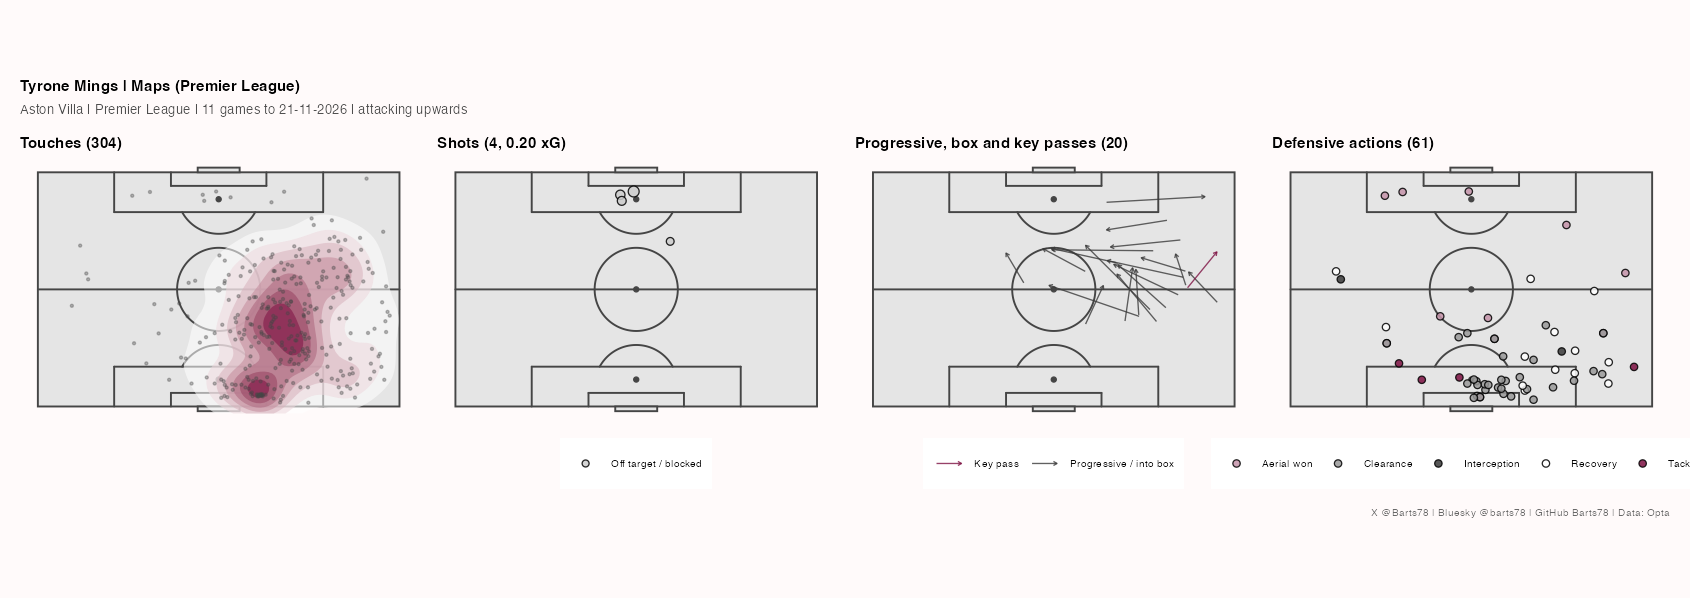 Tyrone Mings | Maps (Premier League)
Aston Villa | Premier League | 11 games to 21-11-2026 | attacking upwards
Touches (304)
Shots (4, 0.20 xG)
Progressive, box and key passes (20)
Defensive actions (61)
Off target / blocked
Key pass
Progressive / into box
Aerial won
Clearance
Interception
Recovery
Tack
X @Barts78 | Bluesky @barts78 | GitHub Barts78 | Data: Opta